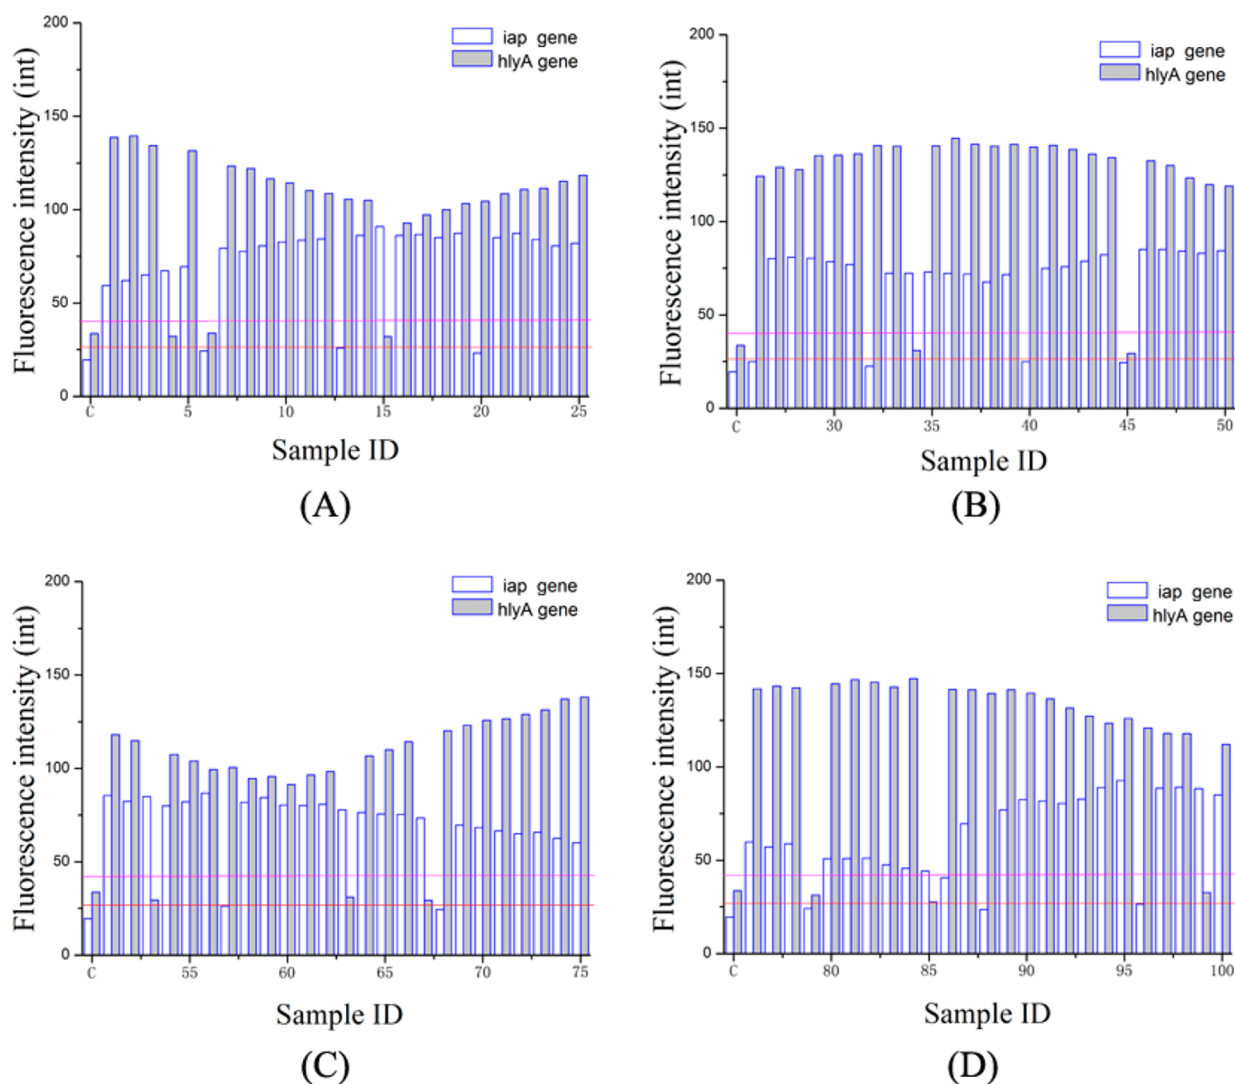 200
150
100
50
0
Fluorescence intensity (int)
iap gene
hlyA gene
C
5
10
15
20
25
Sample ID
(A)
200
150
100
50
0
Fluorescence intensity (int)
iap gene
hlyA gene
C
30
35
40
45
50
Sample ID
(B)
200
150
100
50
0
Fluorescence intensity (int)
iap gene
hlyA gene
C
55
60
65
70
75
Sample ID
(C)
200
150
100
50
0
Fluorescence intensity (int)
iap gene
hlyA gene
C
80
85
90
95
100
Sample ID
(D)